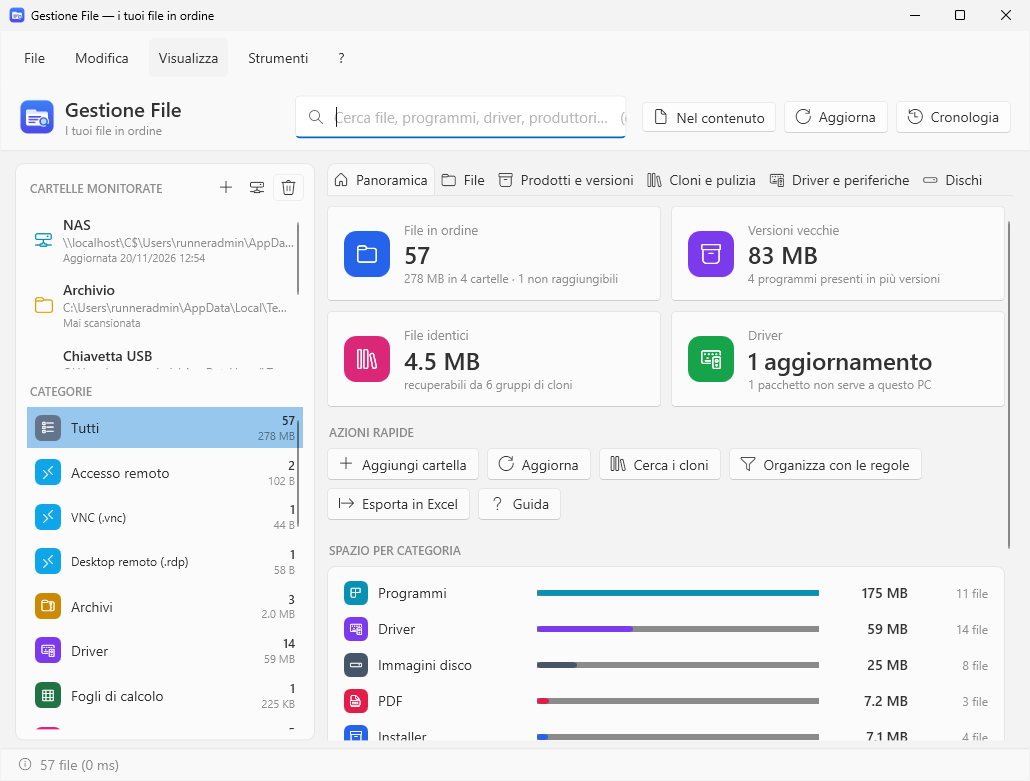 Gestione File — i tuoi file in ordine
File Modifica Visualizza Strumenti ?
Gestione File
I tuoi file in ordine
Cerca file, programmi, driver, produttori...
Nel contenuto
Aggiorna
Cronologia
CARTELLE MONITORATE
NAS
\\localhost\C$\Users\runneradmin\AppDa...
Aggiornata 20/11/2026 12:54
Archivio
C:\Users\runneradmin\AppData\Local\Te...
Mai scansionata
Chiavetta USB
CATEGORIE
Tutti 57
278 MB
Accesso remoto 2
102 B
VNC (.vnc) 1
44 B
Desktop remoto (.rdp) 1
58 B
Archivi 3
2.0 MB
Driver 14
59 MB
Fogli di calcolo 1
225 KB
Panoramica File Prodotti e versioni Cloni e pulizia Driver e periferiche Dischi
File in ordine
57
278 MB in 4 cartelle · 1 non raggiungibili
Versioni vecchie
83 MB
4 programmi presenti in più versioni
File identici
4.5 MB
recuperabili da 6 gruppi di cloni
Driver
1 aggiornamento
1 pacchetto non serve a questo PC
AZIONI RAPIDE
Aggiungi cartella Aggiorna Cerca i cloni Organizza con le regole
Esporta in Excel ? Guida
SPAZIO PER CATEGORIA
Programmi 175 MB 11 file
Driver 59 MB 14 file
Immagini disco 25 MB 8 file
PDF 7.2 MB 3 file
Installer 7.1 MB 4 file
57 file (0 ms)